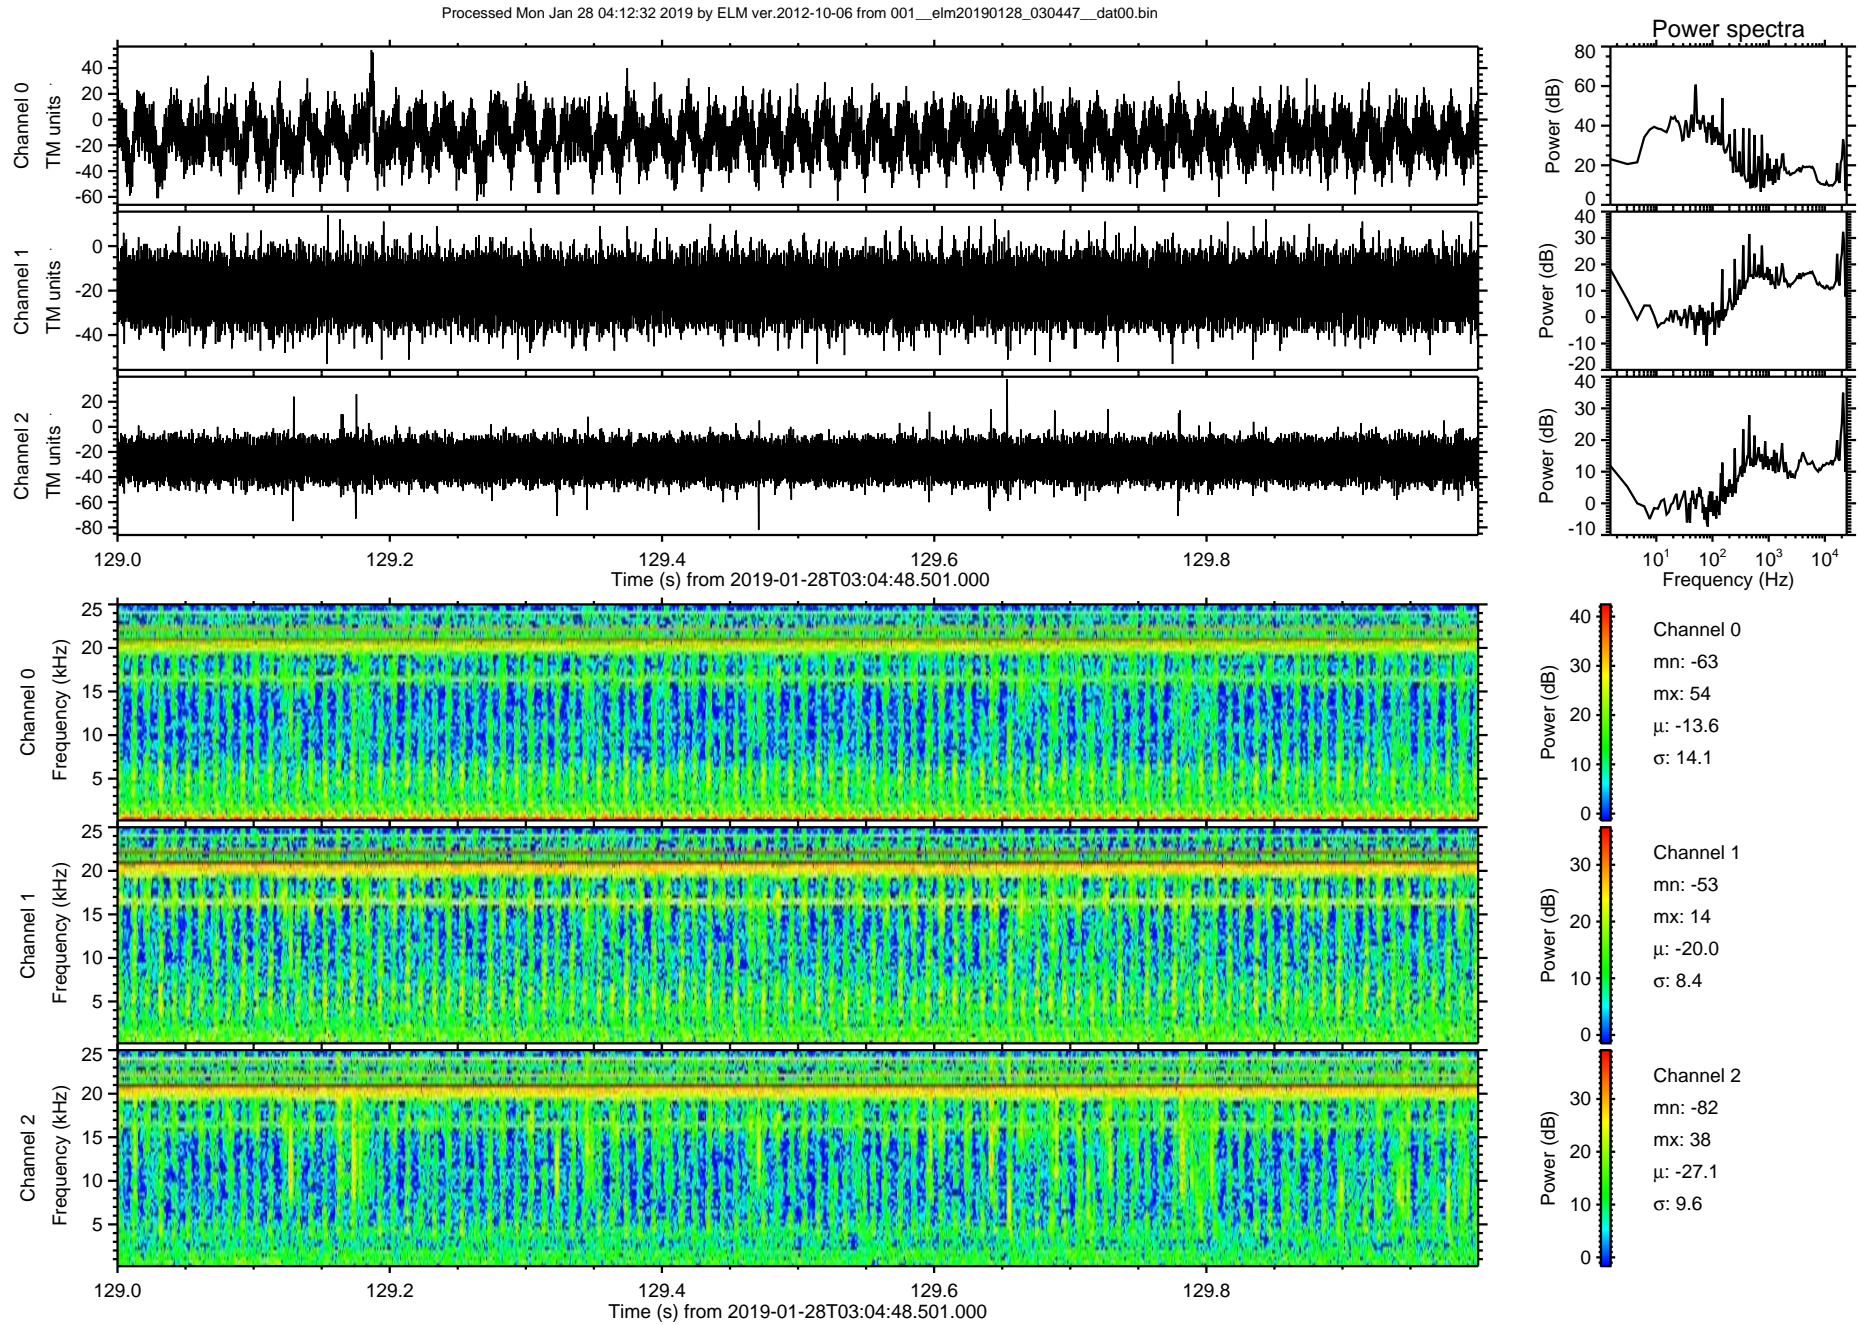 Processed Mon Jan 28 04:12:32 2019 by ELM ver.2012-10-06 from 001__elm20190128_030447__dat00.bin
Power spectra
Channel 0
TM units
40
20
0
-20
-40
-60
Power (dB)
80
60
40
20
0
Channel 1
TM units
0
-20
-40
Power (dB)
40
30
20
10
0
-10
-20
Channel 2
TM units
20
0
-20
-40
-60
-80
Power (dB)
40
30
20
10
0
-10
129.0 129.2 129.4 129.6 129.8
Time (s) from 2019-01-28T03:04:48.501.000
10^1 10^2 10^3 10^4
Frequency (Hz)
Channel 0
Frequency (kHz)
25
20
15
10
5
Power (dB)
40
30
20
10
0
Channel 0
mn: -63
mx: 54
μ: -13.6
σ: 14.1
Channel 1
Frequency (kHz)
25
20
15
10
5
Power (dB)
30
20
10
0
Channel 1
mn: -53
mx: 14
μ: -20.0
σ: 8.4
Channel 2
Frequency (kHz)
25
20
15
10
5
Power (dB)
30
20
10
0
Channel 2
mn: -82
mx: 38
μ: -27.1
σ: 9.6
129.0 129.2 129.4 129.6 129.8
Time (s) from 2019-01-28T03:04:48.501.000